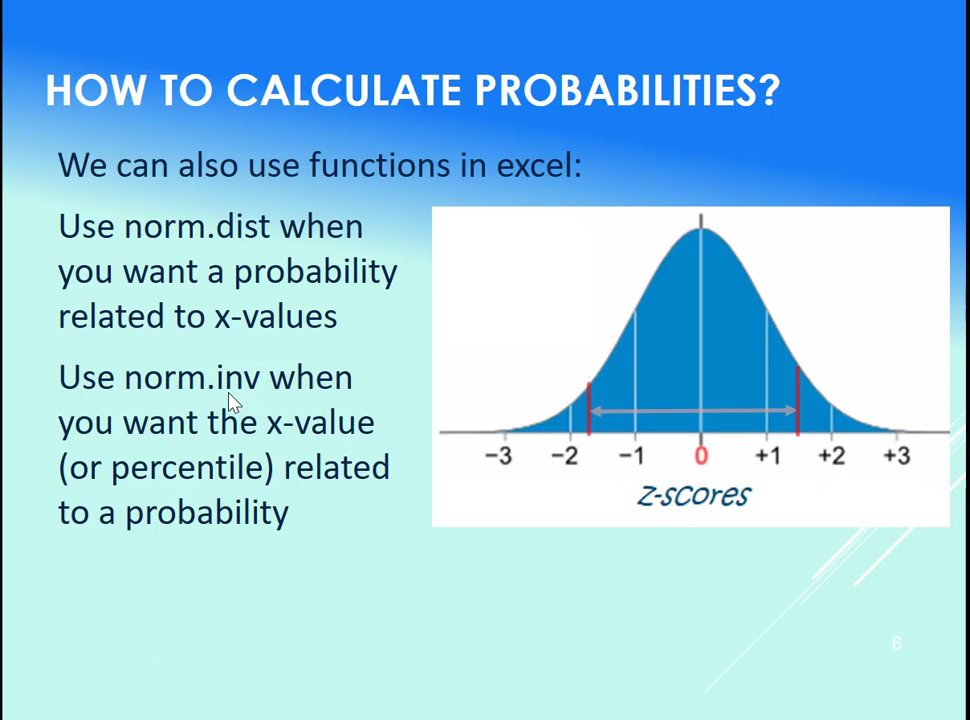 HOW TO CALCULATE PROBABILITIES?
We can also use functions in excel:
Use norm.dist when
you want a probability
related to x-values
Use norm.inv when
you want the x-value
(or percentile) related
to a probability
−3 −2 −1 0 +1 +2 +3
z-scores
6